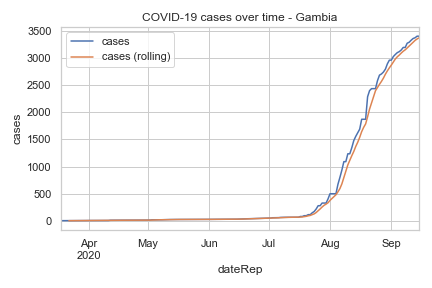 COVID-19 cases over time - Gambia
cases
cases (rolling)
3500
3000
2500
2000
1500
1000
500
0
cases
Apr May Jun Jul Aug Sep
2020
dateRep